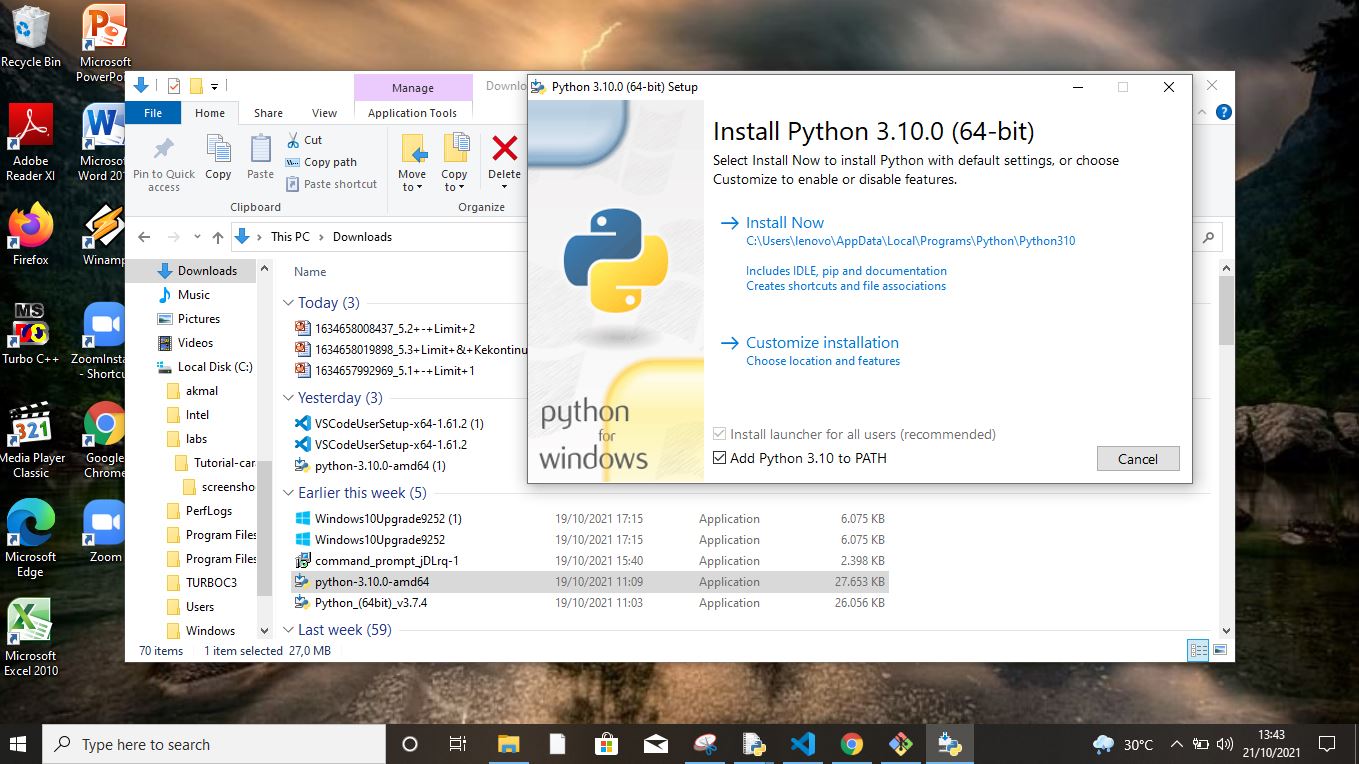 Recycle Bin
Microsoft
PowerPoi...
Adobe
Reader XI
Microso
Word 201
Firefox
Winamp
Turbo C++
ZoomInsta
- Shortcu
Media Player
Classic
Google
Chrome
Microsoft
Edge
Zoom
Microsoft
Excel 2010
Manage
Downlo
File
Home
Share
View
Application Tools
Pin to Quick
access
Copy
Paste
Cut
Copy path
Paste shortcut
Clipboard
Move
to
Copy
to
Delete
Organize
This PC
Downloads
Downloads
Music
Pictures
Videos
Local Disk (C:)
akmal
Intel
labs
Tutorial-car
screensho
PerfLogs
Program Files
Program Files
TURBOC3
Users
Windows
Name
Today (3)
1634658008437_5.2+-+Limit+2
1634658019898_5.3+Limit+&+Kekontinu
1634657992969_5.1+-+Limit+1
Yesterday (3)
VSCodeUserSetup-x64-1.61.2 (1)
VSCodeUserSetup-x64-1.61.2
python-3.10.0-amd64 (1)
Earlier this week (5)
Windows10Upgrade9252 (1) 19/10/2021 17:15 Application 6.075 KB
Windows10Upgrade9252 19/10/2021 17:15 Application 6.075 KB
command_prompt_jDLrq-1 19/10/2021 15:40 Application 2.398 KB
python-3.10.0-amd64 19/10/2021 11:09 Application 27.653 KB
Python_(64bit)_v3.7.4 19/10/2021 11:03 Application 26.056 KB
Last week (59)
70 items 1 item selected 27,0 MB
Python 3.10.0 (64-bit) Setup
Install Python 3.10.0 (64-bit)
Select Install Now to install Python with default settings, or choose
Customize to enable or disable features.
Install Now
C:\Users\lenovo\AppData\Local\Programs\Python\Python310
Includes IDLE, pip and documentation
Creates shortcuts and file associations
Customize installation
Choose location and features
python
for
windows
Install launcher for all users (recommended)
Add Python 3.10 to PATH
Cancel
Type here to search
30°C
13:43
21/10/2021